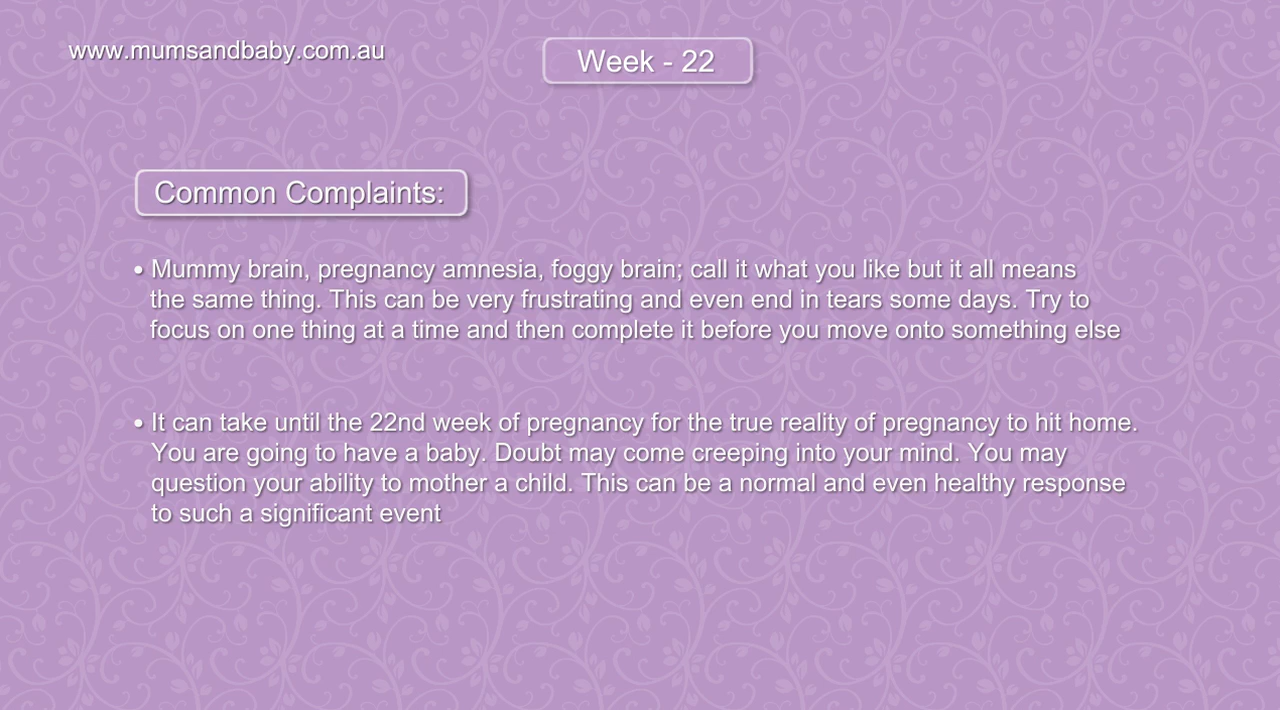 www.mumsandbaby.com.au
Week - 22
Common Complaints:
• Mummy brain, pregnancy amnesia, foggy brain; call it what you like but it all means
the same thing. This can be very frustrating and even end in tears some days. Try to
focus on one thing at a time and then complete it before you move onto something else
• It can take until the 22nd week of pregnancy for the true reality of pregnancy to hit home.
You are going to have a baby. Doubt may come creeping into your mind. You may
question your ability to mother a child. This can be a normal and even healthy response
to such a significant event